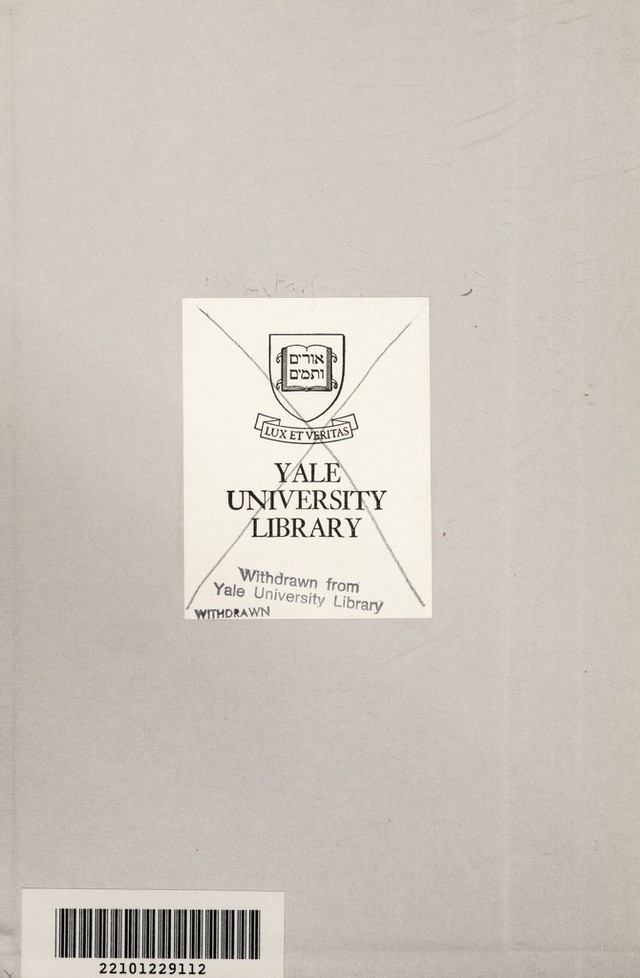 אורים
ותמים
LUX ET VERITAS
YALE
UNIVERSITY
LIBRARY
Withdrawn from
Yale University Library
WITHDRAWN
22101229112